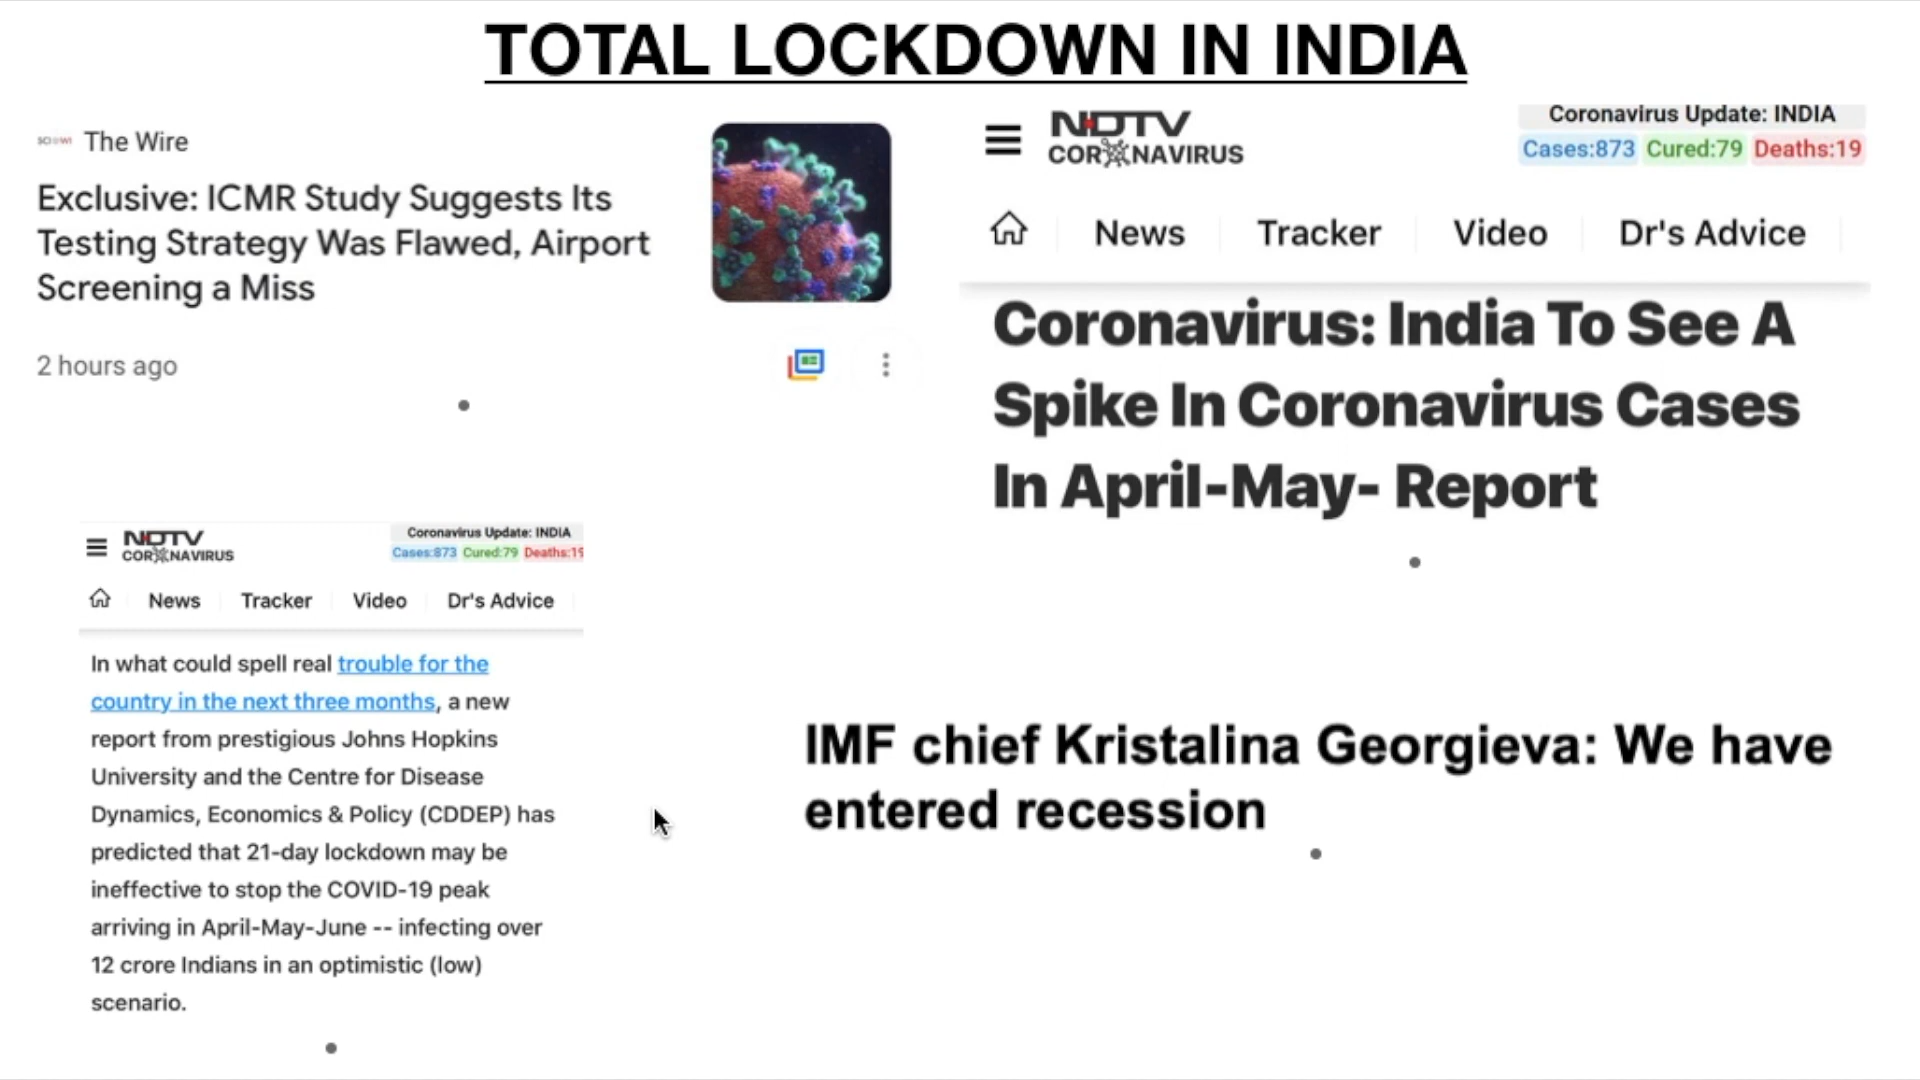 TOTAL LOCKDOWN IN INDIA
The Wire
Exclusive: ICMR Study Suggests Its
Testing Strategy Was Flawed, Airport
Screening a Miss
2 hours ago
NDTV
CORONAVIRUS
Coronavirus Update: INDIA
Cases:873 Cured:79 Deaths:19
News Tracker Video Dr's Advice
Coronavirus: India To See A
Spike In Coronavirus Cases
In April-May- Report
NDTV
CORONAVIRUS
Coronavirus Update: INDIA
Cases:873 Cured:79 Deaths:19
News Tracker Video Dr's Advice
In what could spell real trouble for the
country in the next three months, a new
report from prestigious Johns Hopkins
University and the Centre for Disease
Dynamics, Economics & Policy (CDDEP) has
predicted that 21-day lockdown may be
ineffective to stop the COVID-19 peak
arriving in April-May-June -- infecting over
12 crore Indians in an optimistic (low)
scenario.
IMF chief Kristalina Georgieva: We have
entered recession